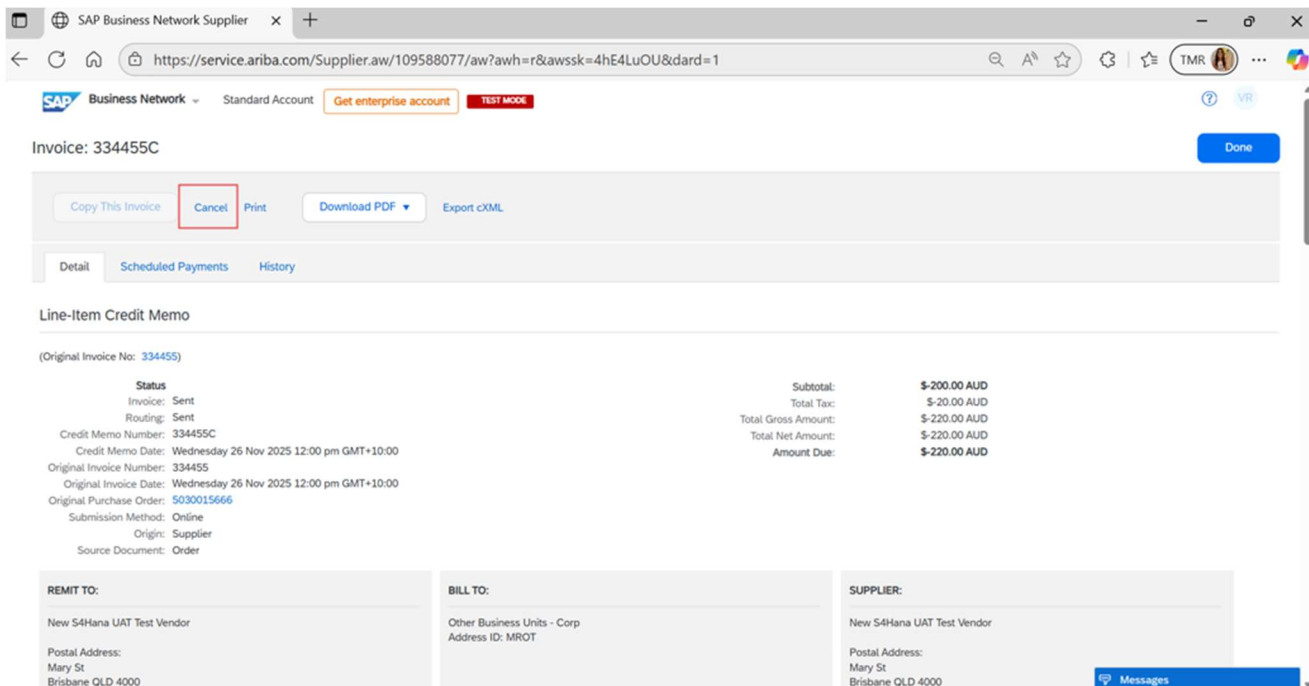 SAP Business Network Supplier
https://service.ariba.com/Supplier.aw/109588077/aw?awh=r&awssk=4hE4LuOU&dard=1
TMR
SAP Business Network Standard Account Get enterprise account TEST MODE
VR
Invoice: 334455C
Done
Copy This Invoice Cancel Print Download PDF Export cXML
Detail Scheduled Payments History
Line-Item Credit Memo
(Original Invoice No: 334455)
Status
Invoice: Sent
Routing: Sent
Credit Memo Number: 334455C
Credit Memo Date: Wednesday 26 Nov 2025 12:00 pm GMT+10:00
Original Invoice Number: 334455
Original Invoice Date: Wednesday 26 Nov 2025 12:00 pm GMT+10:00
Original Purchase Order: 5030015666
Submission Method: Online
Origin: Supplier
Source Document: Order
Subtotal: $-200.00 AUD
Total Tax: $-20.00 AUD
Total Gross Amount: $-220.00 AUD
Total Net Amount: $-220.00 AUD
Amount Due: $-220.00 AUD
REMIT TO:
New S4Hana UAT Test Vendor
Postal Address:
Mary St
Brisbane QLD 4000
BILL TO:
Other Business Units - Corp
Address ID: MROT
SUPPLIER:
New S4Hana UAT Test Vendor
Postal Address:
Mary St
Brisbane QLD 4000
Messages